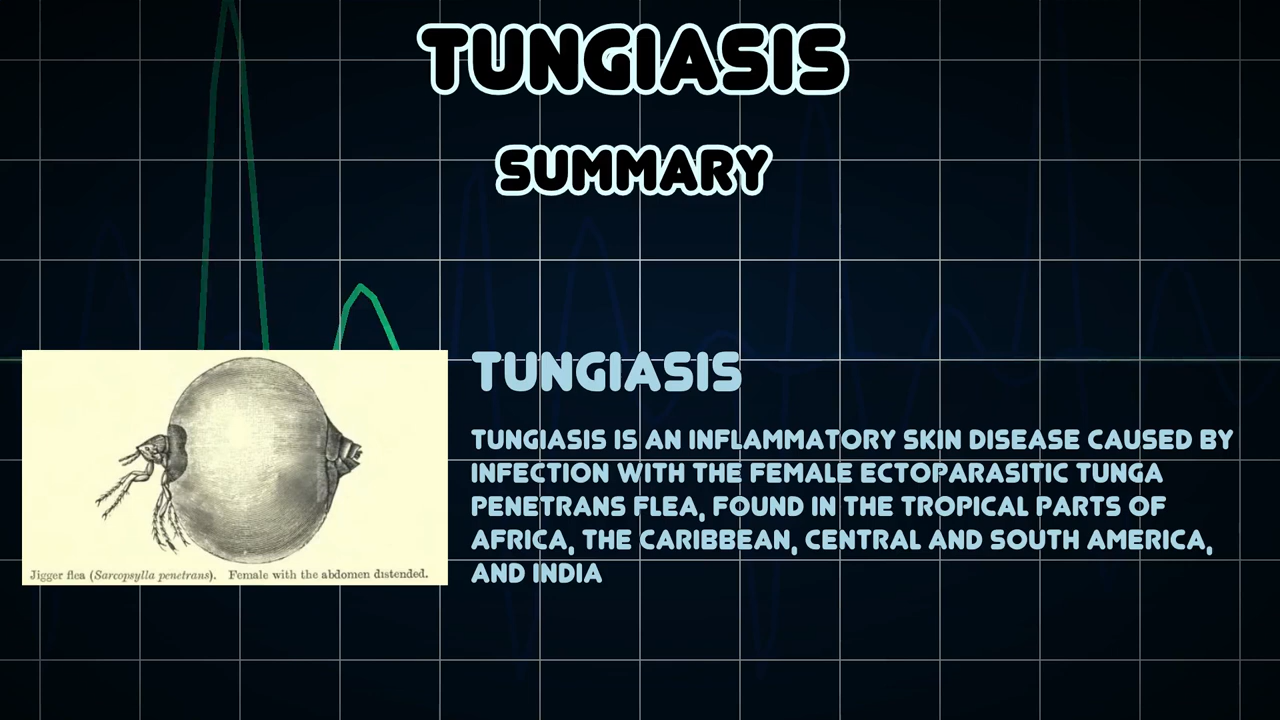 TUNGIASIS
SUMMARY
TUNGIASIS
TUNGIASIS IS AN INFLAMMATORY SKIN DISEASE CAUSED BY
INFECTION WITH THE FEMALE ECTOPARASITIC TUNGA
PENETRANS FLEA, FOUND IN THE TROPICAL PARTS OF
AFRICA, THE CARIBBEAN, CENTRAL AND SOUTH AMERICA,
AND INDIA
Jigger flea (Sarcopsylla penetrans). Female with the abdomen distended.